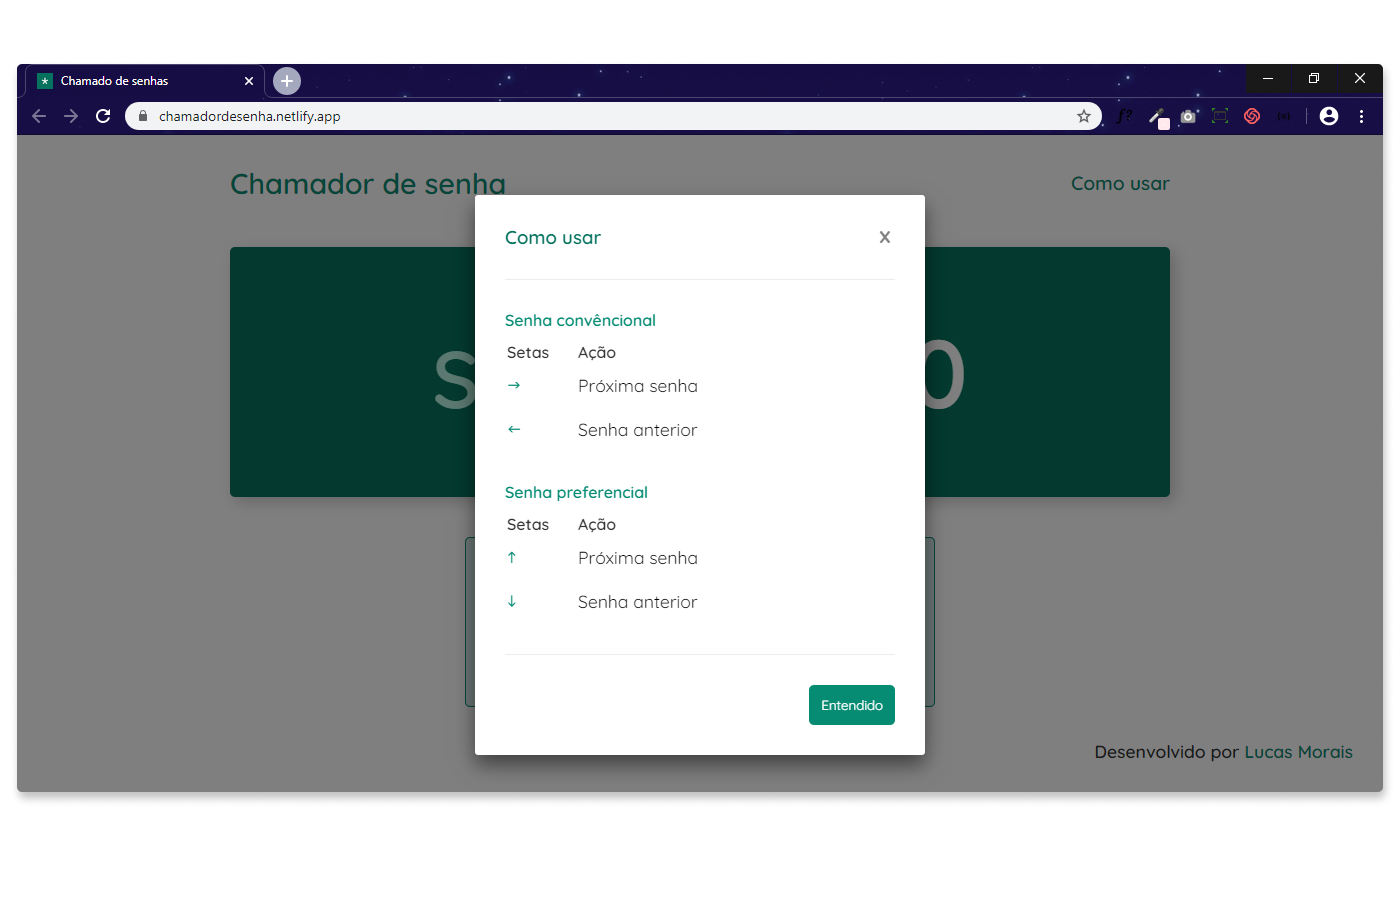 Chamado de senhas
chamadordesenha.netlify.app
Chamador de senha
Como usar
Como usar
X
Senha convêncional
Setas Ação
→ Próxima senha
← Senha anterior
Senha preferencial
Setas Ação
↑ Próxima senha
↓ Senha anterior
Entendido
Desenvolvido por Lucas Morais